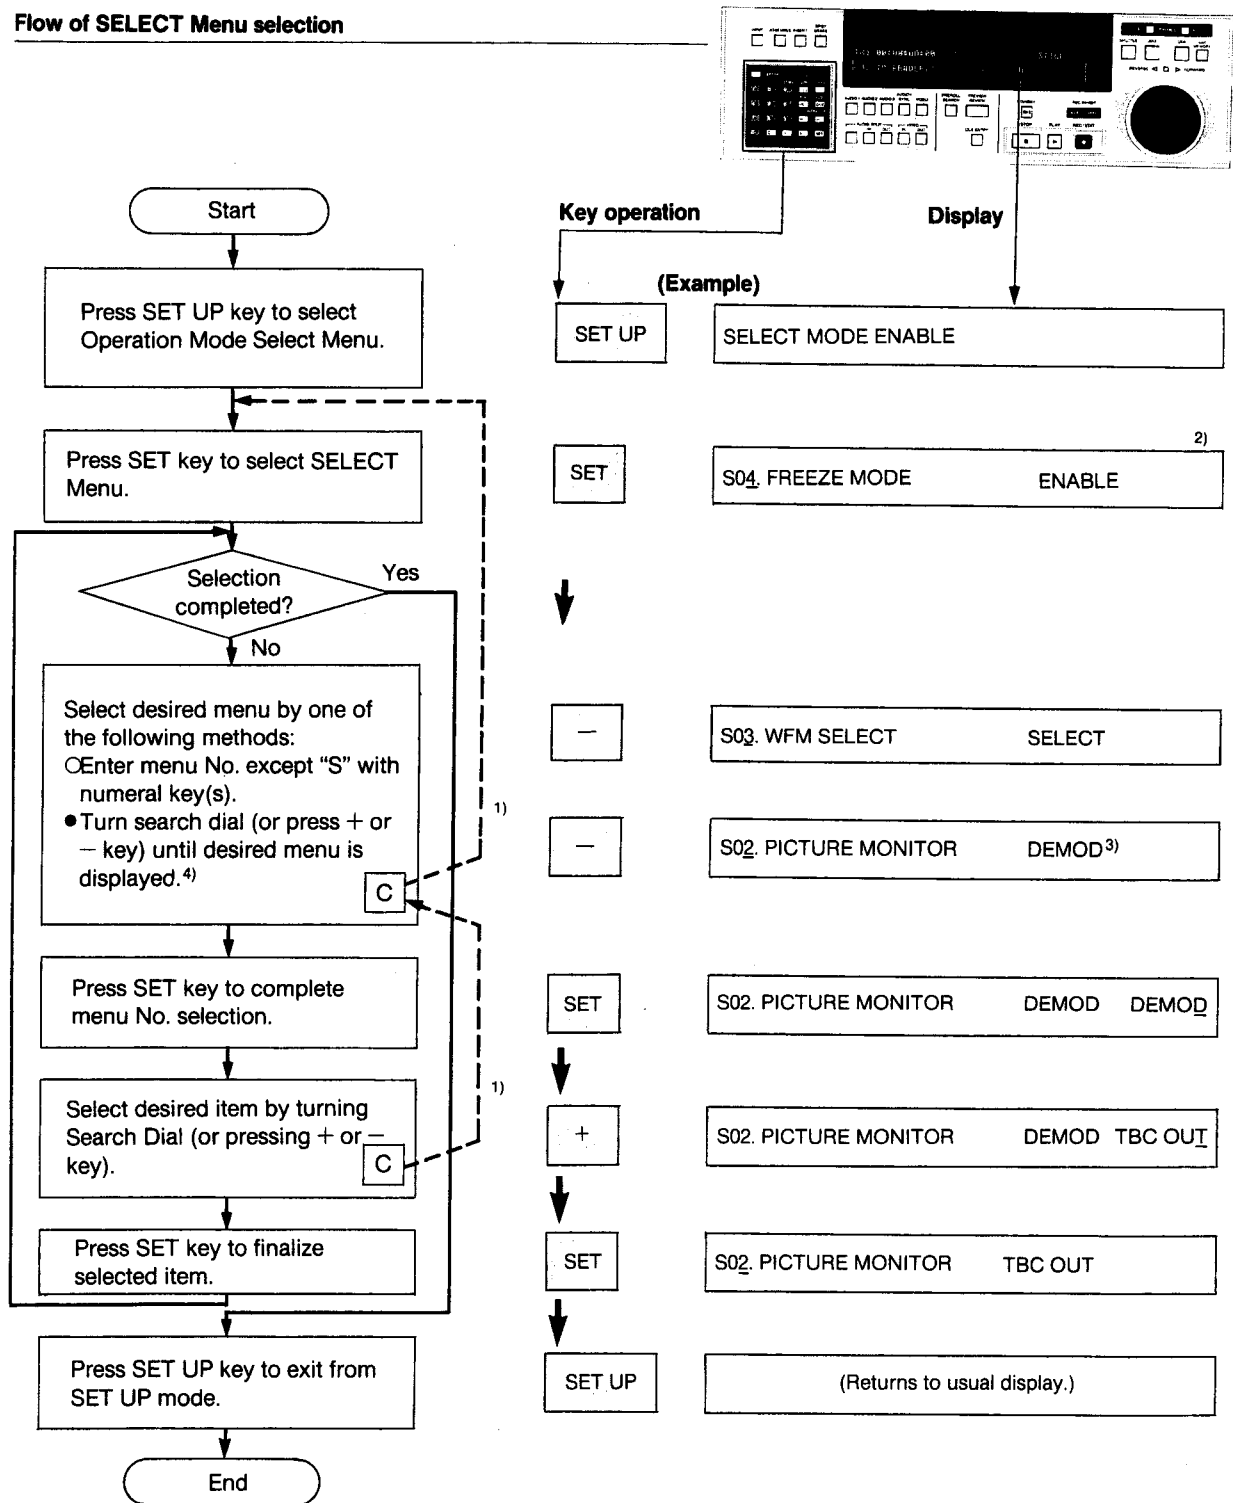 Flow of SELECT Menu selection
Key operation
Display
(Example)
Start
Press SET UP key to select
Operation Mode Select Menu.
SET UP
SELECT MODE ENABLE
Press SET key to select SELECT
Menu.
SET
2)
S04. FREEZE MODE ENABLE
Selection
completed?
Yes
No
Select desired menu by one of
the following methods:
○Enter menu No. except “S” with
numeral key(s).
●Turn search dial (or press + or
— key) until desired menu is
displayed.4)
C
1)
—
S03. WFM SELECT SELECT
—
S02. PICTURE MONITOR DEMOD3)
Press SET key to complete
menu No. selection.
SET
S02. PICTURE MONITOR DEMOD DEMOD
Select desired item by turning
Search Dial (or pressing + or —
key).
C
1)
+
S02. PICTURE MONITOR DEMOD TBC OUT
Press SET key to finalize
selected item.
SET
S02. PICTURE MONITOR TBC OUT
Press SET UP key to exit from
SET UP mode.
SET UP
(Returns to usual display.)
End